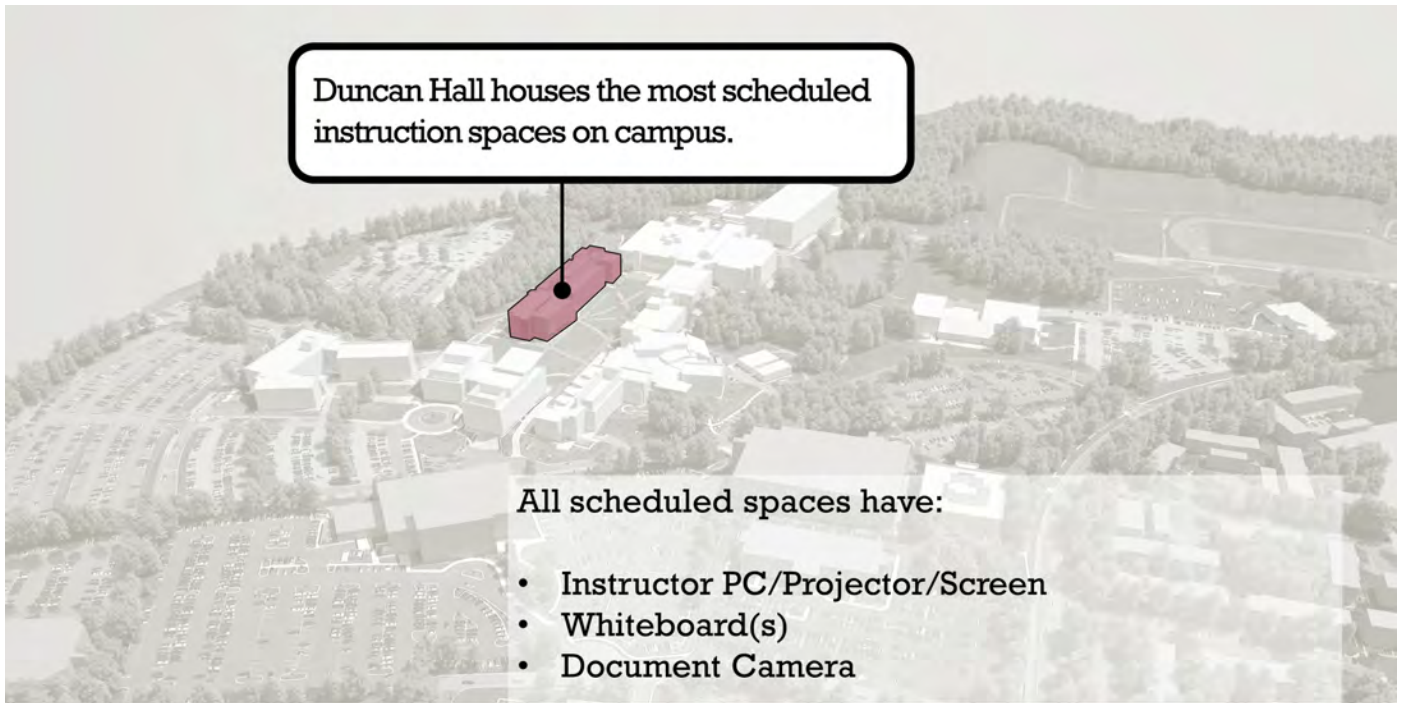 Duncan Hall houses the most scheduled
instruction spaces on campus.
All scheduled spaces have:
• Instructor PC/Projector/Screen
• Whiteboard(s)
• Document Camera